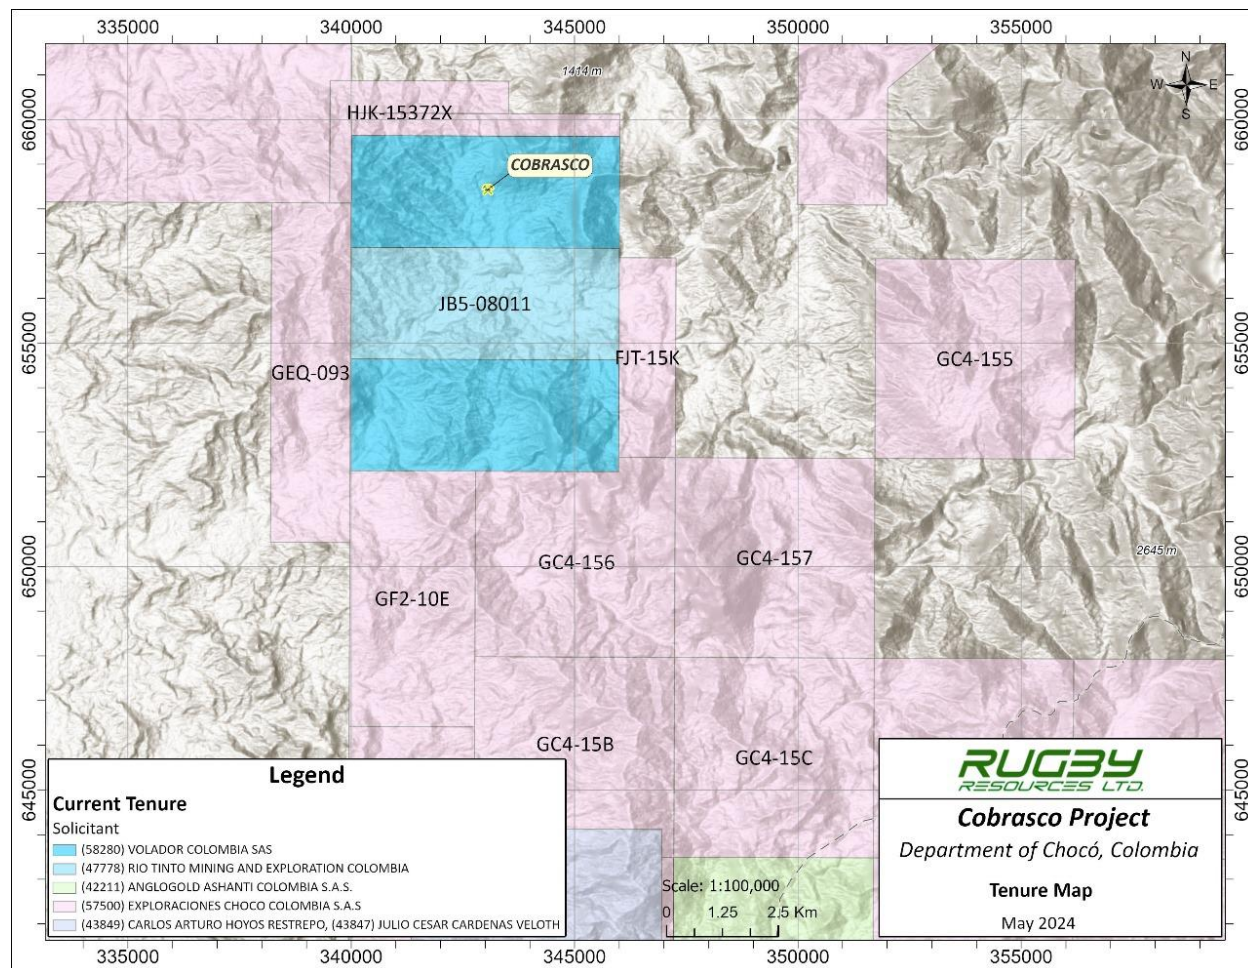 335000 340000 345000 350000 355000
1414 m
N
W E
S
660000 660000
HJK-15372X
COBRASCO
JB5-08011
655000 655000
GEQ-093
FJT-15K
GC4-155
2645 m
650000 650000
GC4-156
GC4-157
GF2-10E
GC4-15B
GC4-15C
645000 645000
Legend
Current Tenure
Solicitant
(58280) VOLADOR COLOMBIA SAS
(47778) RIO TINTO MINING AND EXPLORATION COLOMBIA
(42211) ANGLOGOLD ASHANTI COLOMBIA S.A.S.
(57500) EXPLORACIONES CHOCO COLOMBIA S.A.S
(43849) CARLOS ARTURO HOYOS RESTREPO, (43847) JULIO CESAR CARDENAS VELOTH
Scale: 1:100,000
0 1.25 2.5 Km
RUGBY
RESOURCES LTD.
Cobrasco Project
Department of Chocó, Colombia
Tenure Map
May 2024
335000 340000 345000 350000 355000